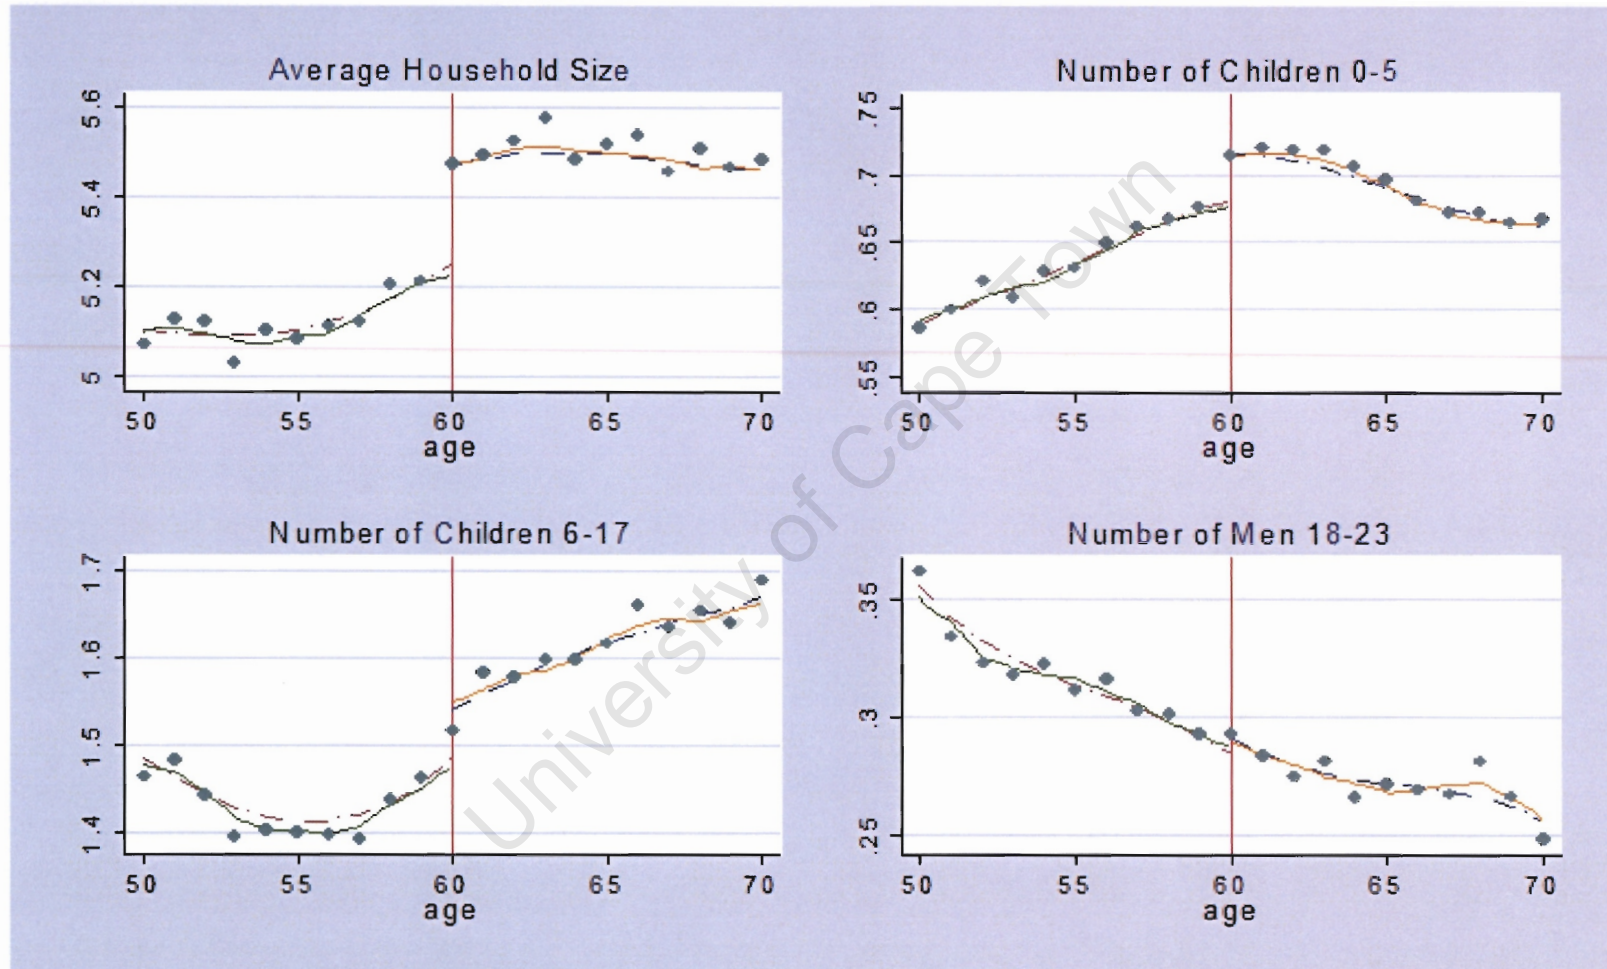 Average Household Size
5.6
5.4
5.2
5
50 55 60 65 70
age
Number of Children 0-5
.75
.7
.65
.6
.55
50 55 60 65 70
age
Number of Children 6-17
1.7
1.6
1.5
1.4
50 55 60 65 70
age
Number of Men 18-23
.35
.3
.25
50 55 60 65 70
age
University of Cape Town